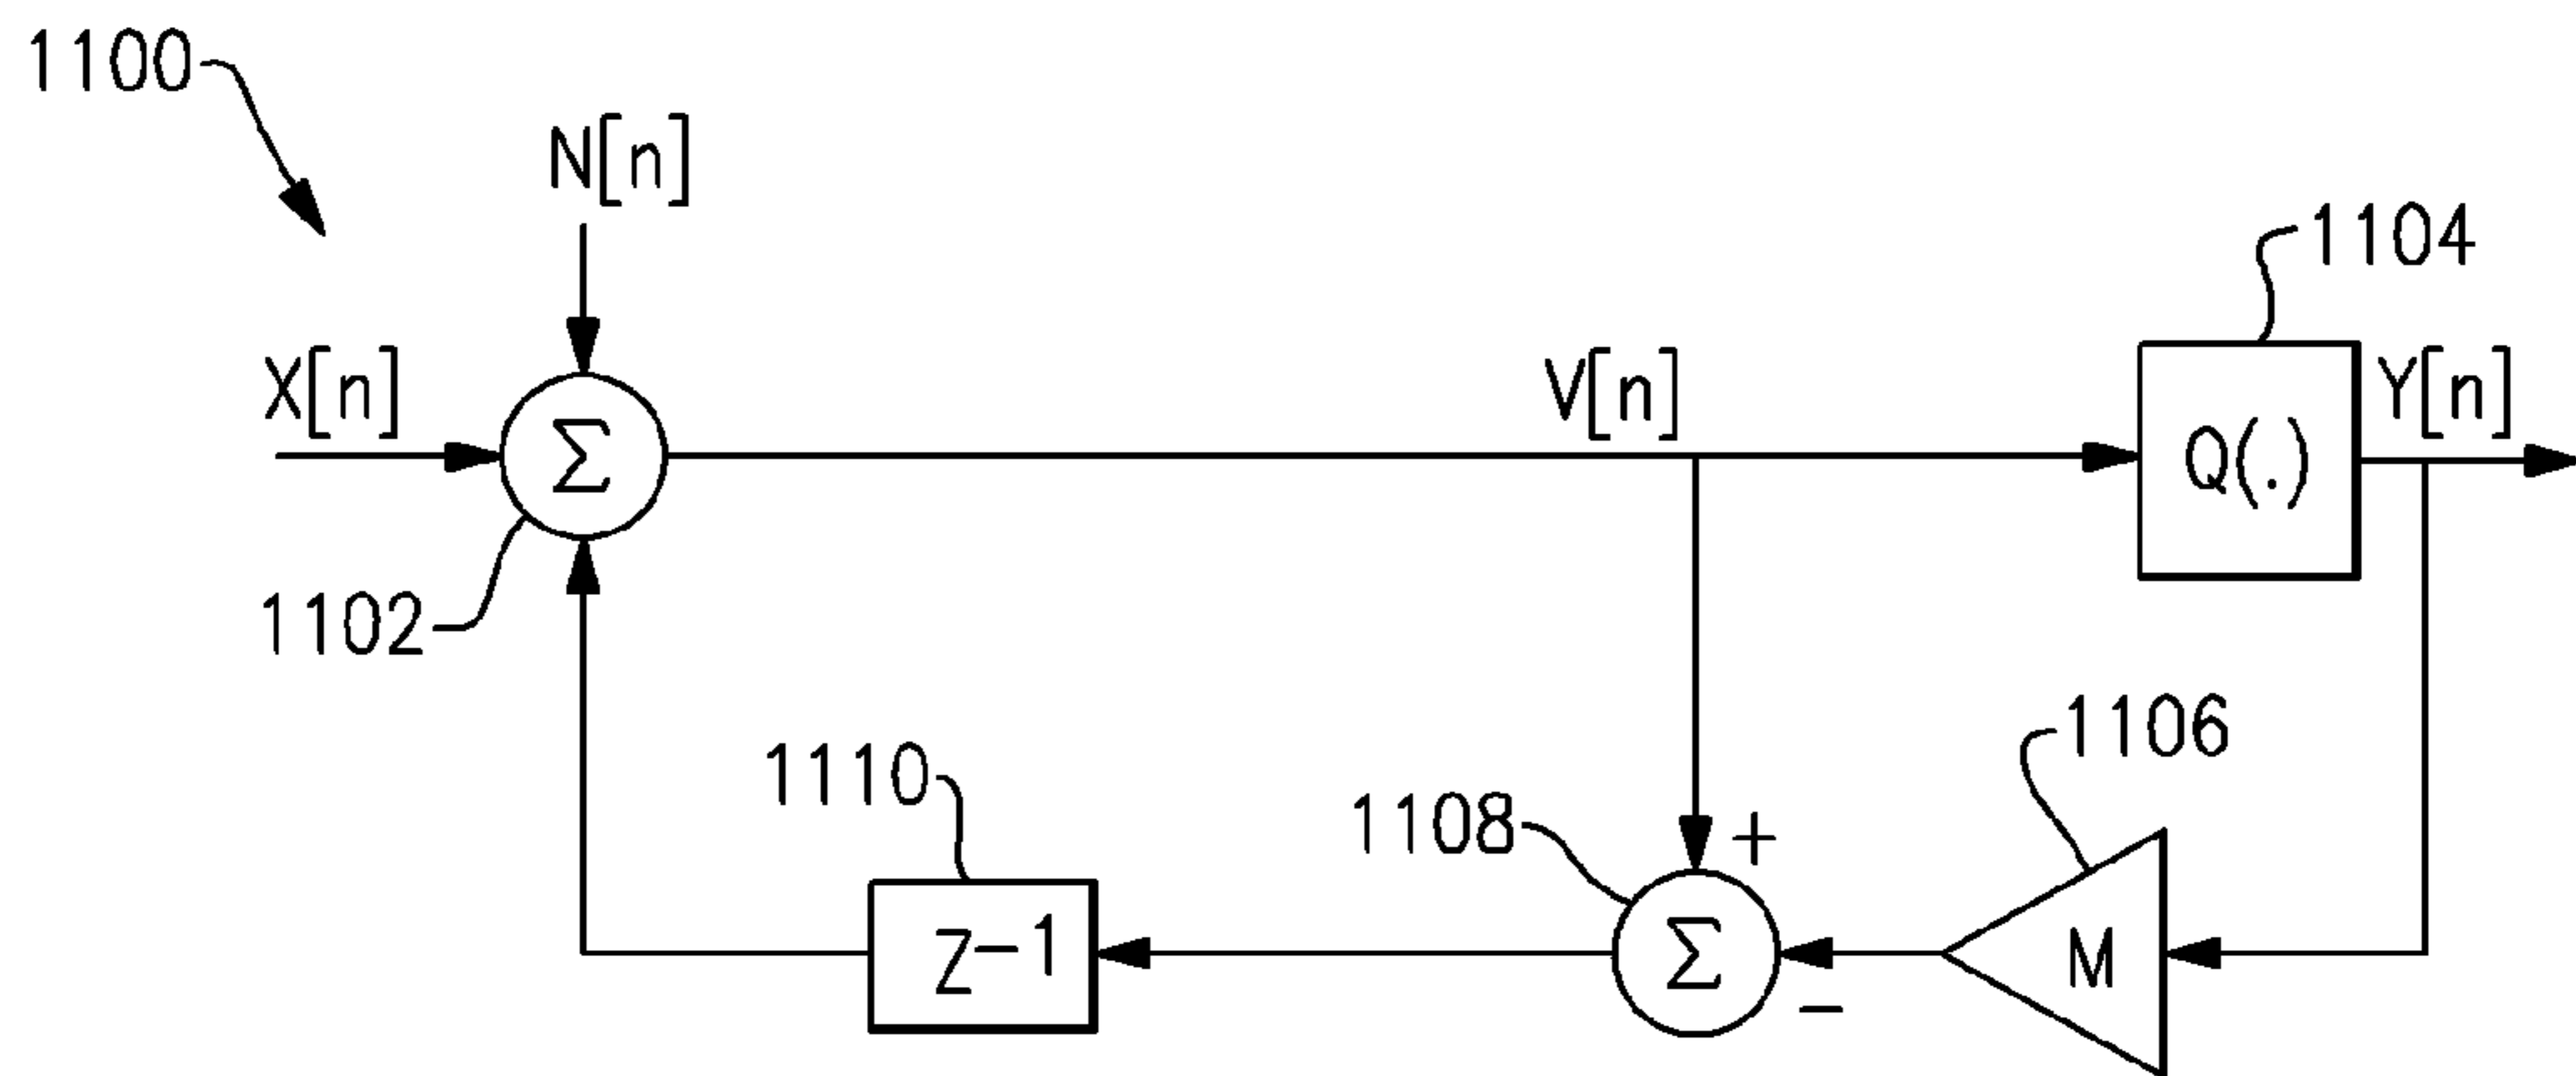 1100
N[n]
1104
X[n]
V[n]
Y[n]
Σ
Q(.)
1102
1106
1110
1108
+
Z⁻¹
Σ
M
−